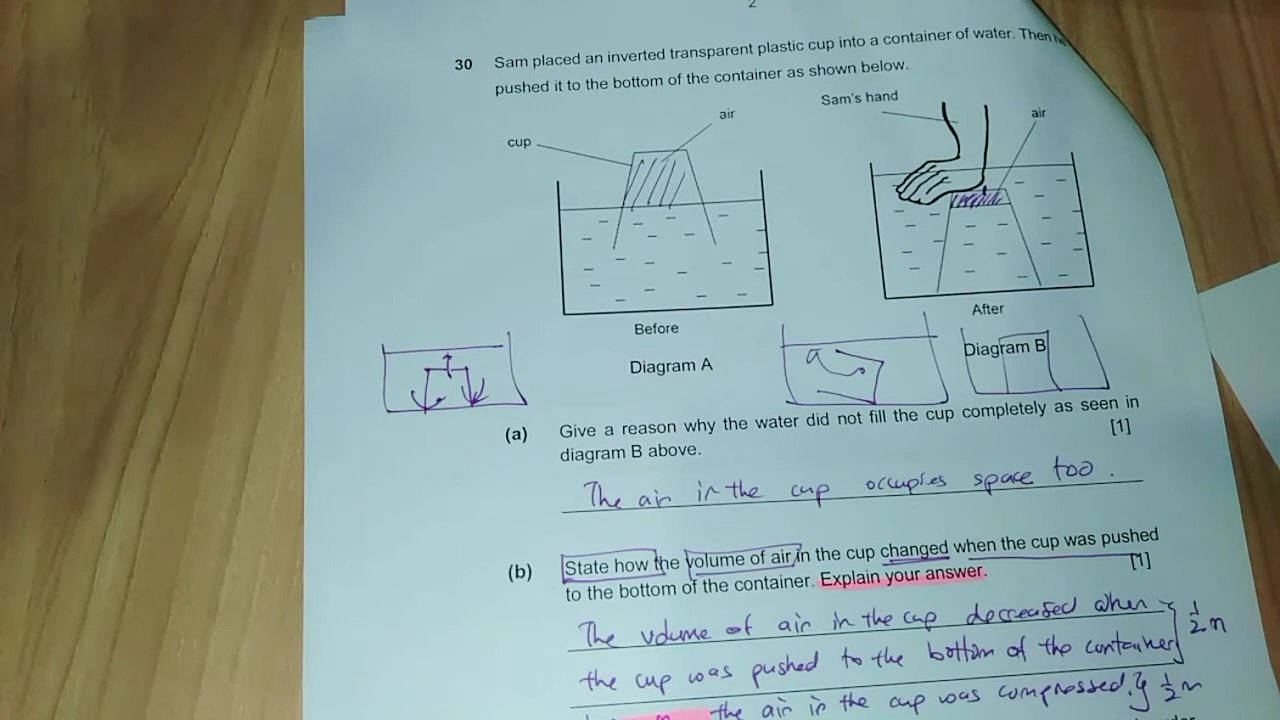 2
30 Sam placed an inverted transparent plastic cup into a container of water. Then he
pushed it to the bottom of the container as shown below.
Sam's hand
air
air
cup
Before
After
Diagram A
Diagram B
(a) Give a reason why the water did not fill the cup completely as seen in
diagram B above. [1]
The air in the cup occupies space too.
(b) State how the volume of air in the cup changed when the cup was pushed
to the bottom of the container. Explain your answer. [1]
The volume of air in the cup decreased when
the cup was pushed to the bottom of the container
1/2 m
the air in the cup was compressed. 1/2 m